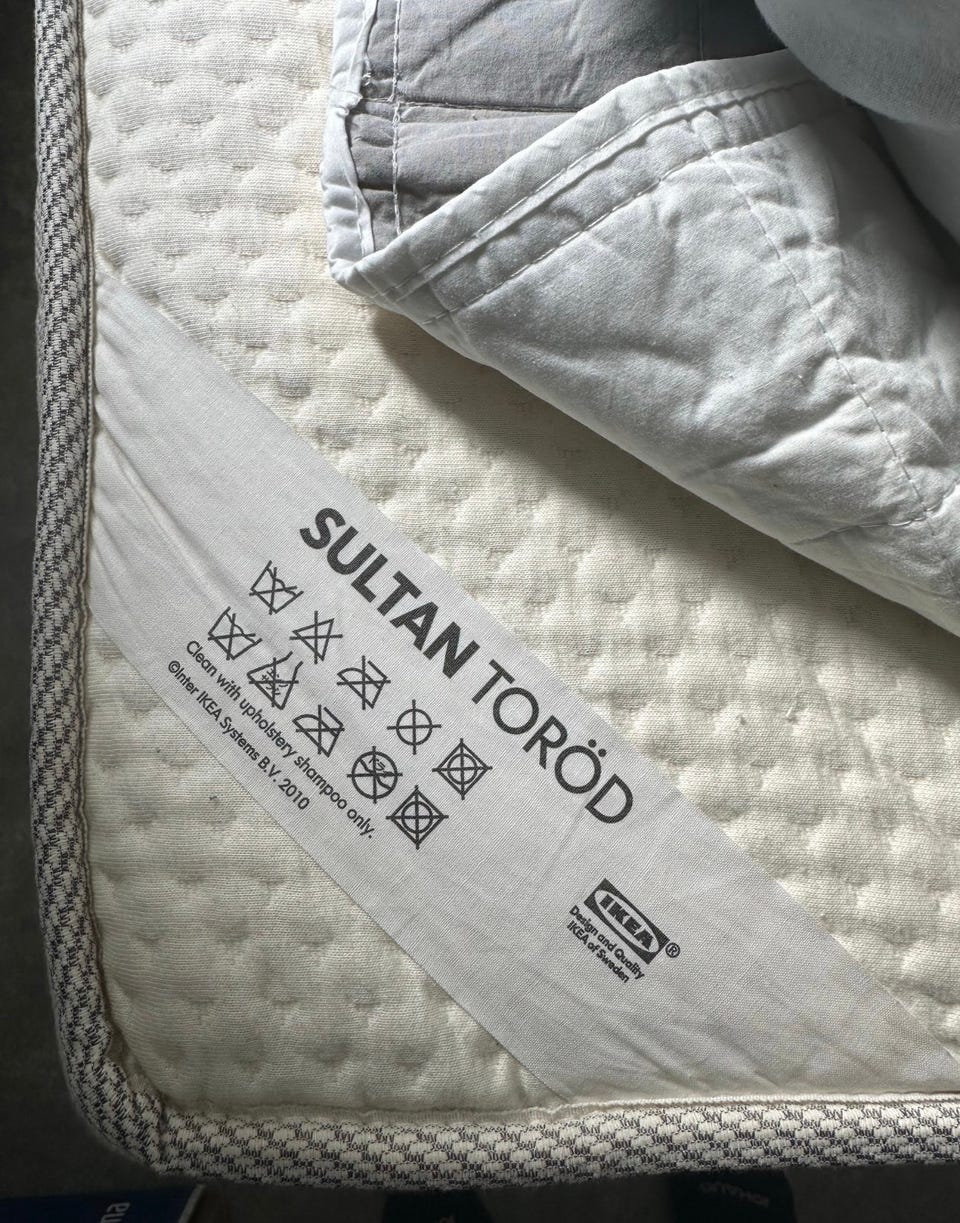 SULTAN TORÖD
Clean with upholstery shampoo only.
©Inter IKEA Systems B.V. 2010
IKEA®
Design and Quality
IKEA of Sweden